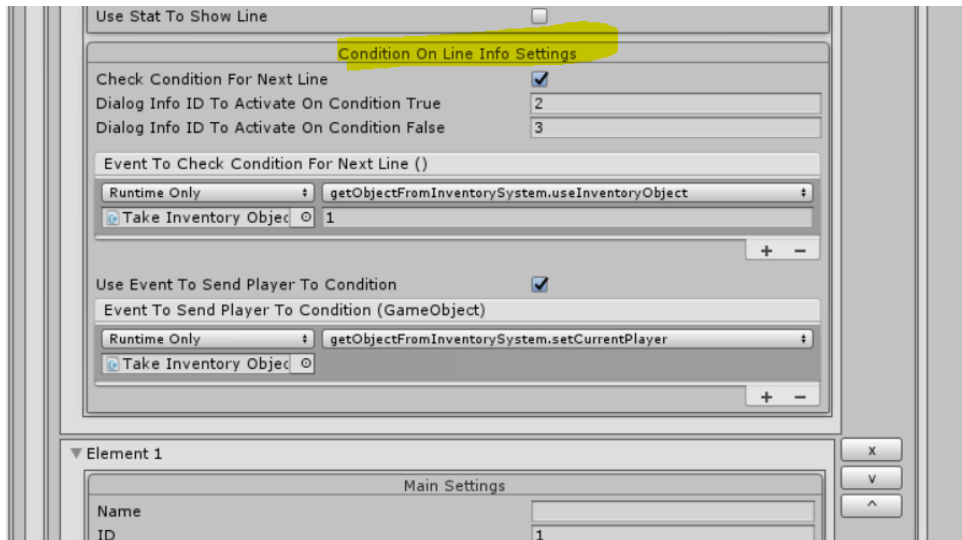 Use Stat To Show Line
Condition On Line Info Settings
Check Condition For Next Line
Dialog Info ID To Activate On Condition True 2
Dialog Info ID To Activate On Condition False 3
Event To Check Condition For Next Line ()
Runtime Only getObjectFromInventorySystem.useInventoryObject
Take Inventory Objec 1
+ −
Use Event To Send Player To Condition
Event To Send Player To Condition (GameObject)
Runtime Only getObjectFromInventorySystem.setCurrentPlayer
Take Inventory Objec
+ −
Element 1 x
Main Settings v
Name ^
ID 1